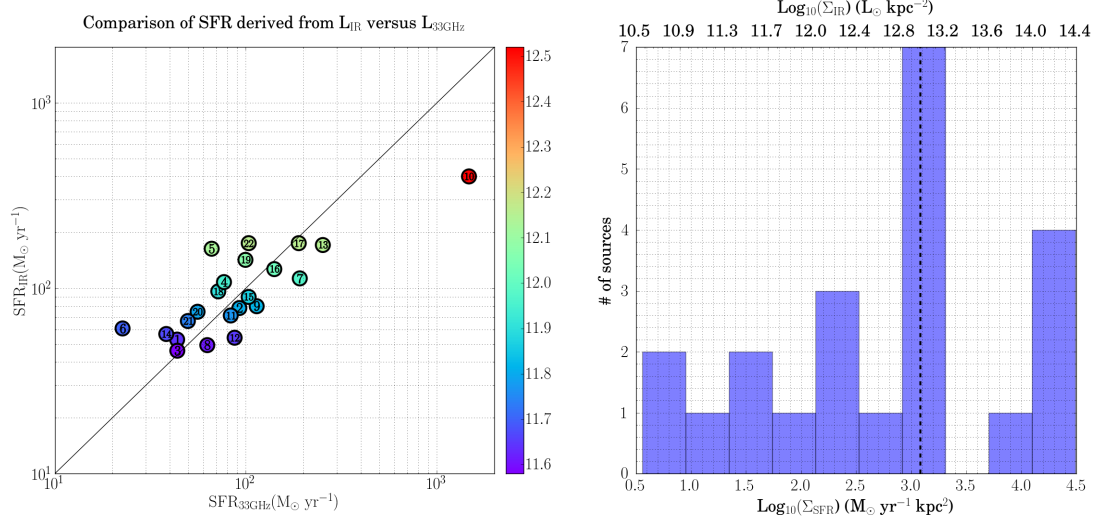 Comparison of SFR derived from L_IR versus L_33GHz
SFR_IR(M_⊙ yr^−1)
10^3
10^2
10^1
10^1 10^2 10^3
SFR_33GHz(M_⊙ yr^−1)
10
5 22 17 13
19
16
4 7
18
15
20 2 9
21 11
6
14 1 12
3 8
12.5
12.4
12.3
12.2
12.1
12.0
11.9
11.8
11.7
11.6
Log_10(Σ_IR) (L_⊙ kpc^−2)
10.5 10.9 11.3 11.7 12.0 12.4 12.8 13.2 13.6 14.0 14.4
# of sources
7
6
5
4
3
2
1
0
0.5 1.0 1.5 2.0 2.5 3.0 3.5 4.0 4.5
Log_10(Σ_SFR) (M_⊙ yr^−1 kpc^2)